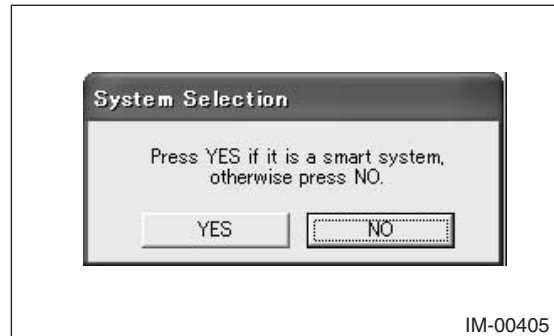 System Selection
Press YES if it is a smart system,
otherwise press NO.
YES NO
IM-00405